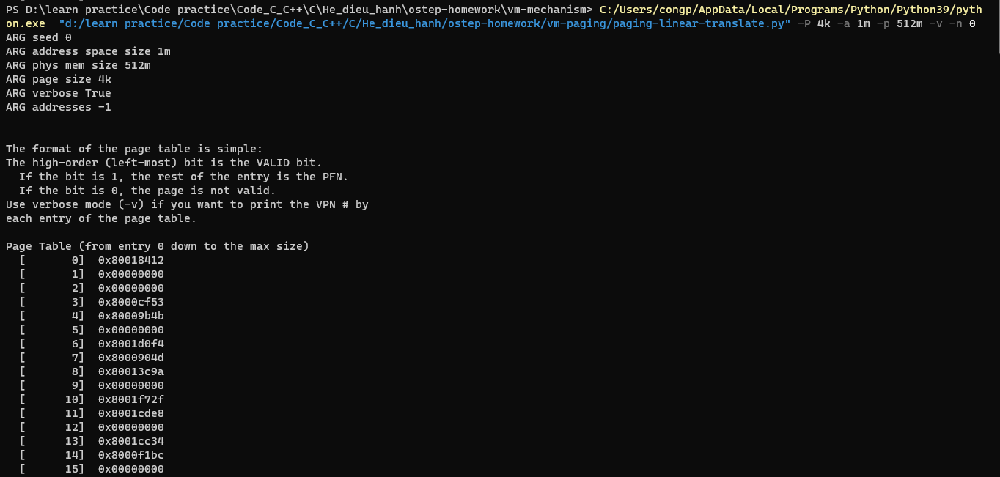 PS D:\learn practice\Code practice\Code_C_C++\C\He_dieu_hanh\ostep-homework\vm-mechanism> C:/Users/congp/AppData/Local/Programs/Python/Python39/pyth
on.exe  "d:/learn practice/Code practice/Code_C_C++/C/He_dieu_hanh/ostep-homework/vm-paging/paging-linear-translate.py" -P 4k -a 1m -p 512m -v -n 0
ARG seed 0
ARG address space size 1m
ARG phys mem size 512m
ARG page size 4k
ARG verbose True
ARG addresses -1
The format of the page table is simple:
The high-order (left-most) bit is the VALID bit.
  If the bit is 1, the rest of the entry is the PFN.
  If the bit is 0, the page is not valid.
Use verbose mode (-v) if you want to print the VPN # by
each entry of the page table.
Page Table (from entry 0 down to the max size)
  [       0]  0x80018412
  [       1]  0x00000000
  [       2]  0x00000000
  [       3]  0x8000cf53
  [       4]  0x80009b4b
  [       5]  0x00000000
  [       6]  0x8001d0f4
  [       7]  0x8000904d
  [       8]  0x80013c9a
  [       9]  0x00000000
  [      10]  0x8001f72f
  [      11]  0x8001cde8
  [      12]  0x00000000
  [      13]  0x8001cc34
  [      14]  0x8000f1bc
  [      15]  0x00000000